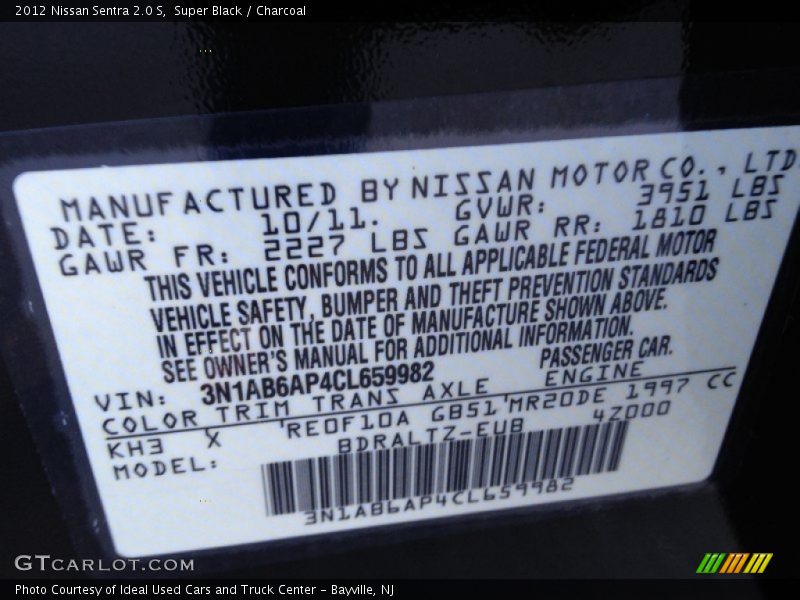 2012 Nissan Sentra 2.0 S,  Super Black / Charcoal
MANUFACTURED BY NISSAN MOTOR CO., LTD
DATE: 10/11. GVWR: 3951 LBS
GAWR FR: 2227 LBS GAWR RR: 1810 LBS
THIS VEHICLE CONFORMS TO ALL APPLICABLE FEDERAL MOTOR
VEHICLE SAFETY, BUMPER AND THEFT PREVENTION STANDARDS
IN EFFECT ON THE DATE OF MANUFACTURE SHOWN ABOVE.
SEE OWNER'S MANUAL FOR ADDITIONAL INFORMATION.
VIN: 3N1AB6AP4CL659982 PASSENGER CAR.
COLOR TRIM TRANS AXLE ENGINE
KH3 X 'RE0F10A GB51'MR20DE 1997 CC
MODEL: BDRALTZ-EUB 4Z000
3N1AB6AP4CL659982
GTCARLOT.COM
Photo Courtesy of Ideal Used Cars and Truck Center - Bayville, NJ